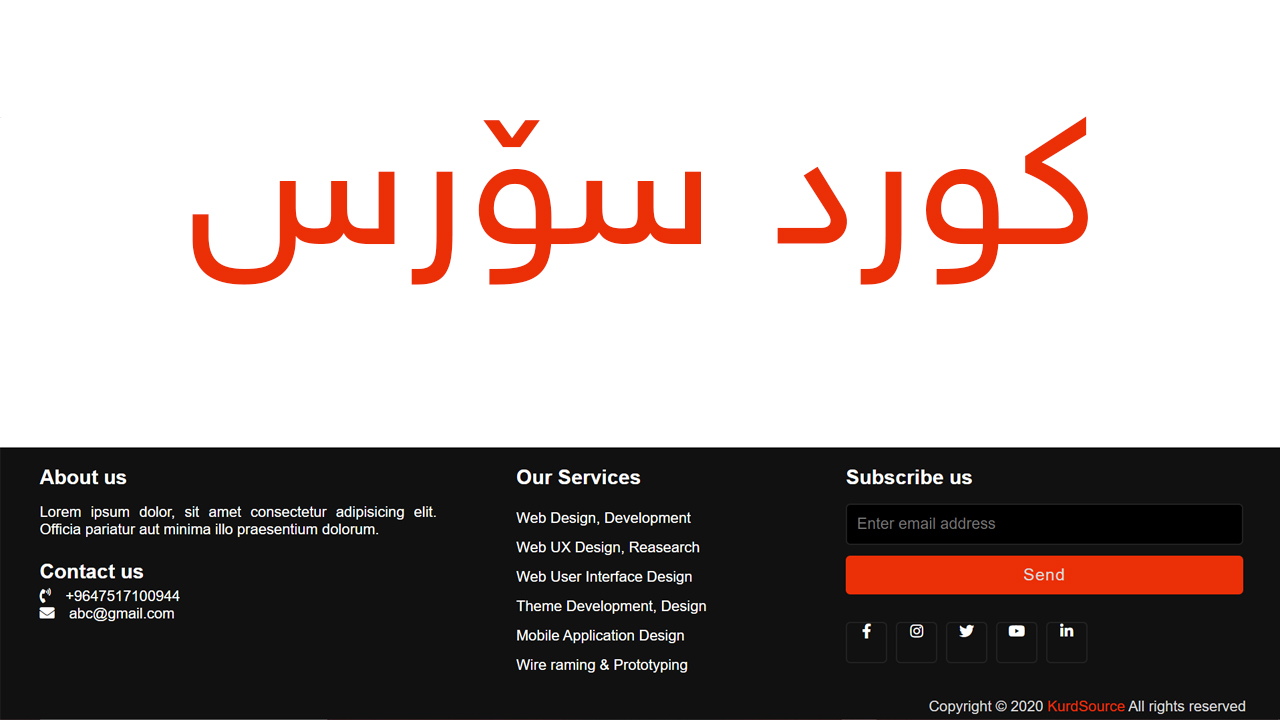 کورد سۆرس
About us
Lorem ipsum dolor, sit amet consectetur adipisicing elit.
Officia pariatur aut minima illo praesentium dolorum.
Contact us
+9647517100944
abc@gmail.com
Our Services
Web Design, Development
Web UX Design, Reasearch
Web User Interface Design
Theme Development, Design
Mobile Application Design
Wire raming & Prototyping
Subscribe us
Enter email address
Send
Copyright © 2020 KurdSource All rights reserved